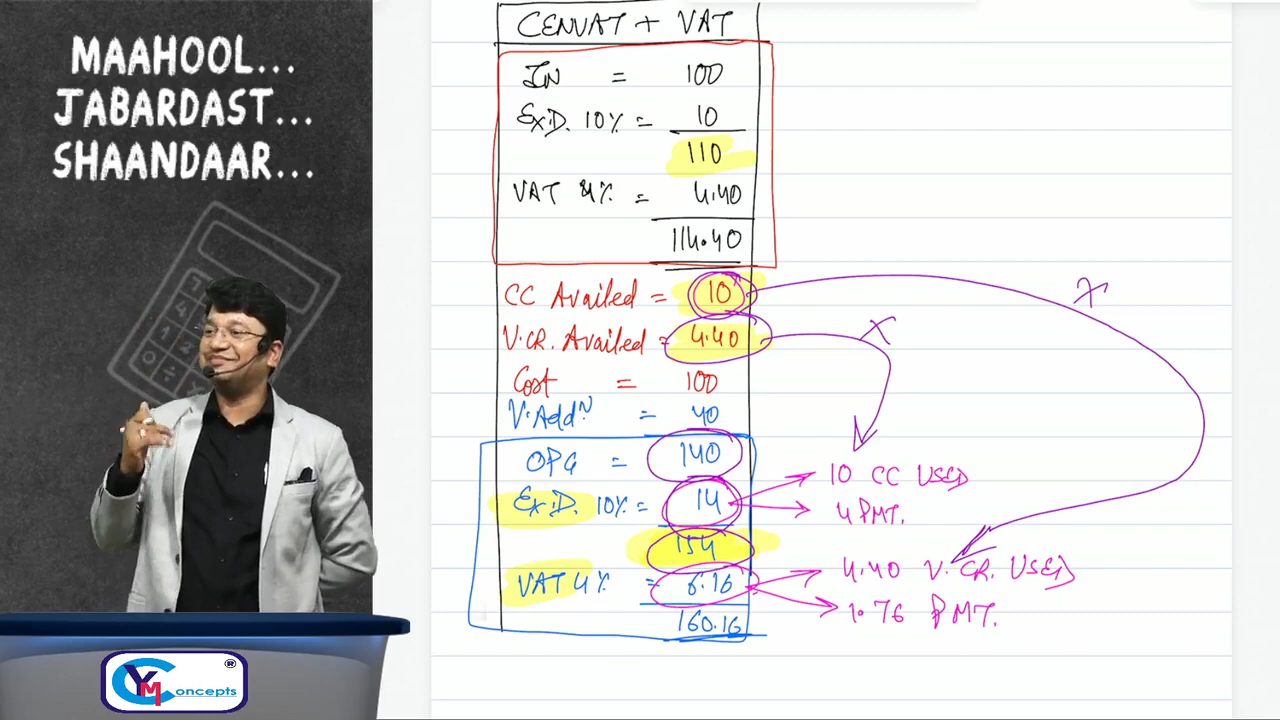 MAAHOOL...
JABARDAST...
SHAANDAAR...
YM Concepts ®
CENVAT + VAT
IN = 100
Ex.D. 10% = 10
110
VAT 4% = 4.40
114.40
CC Availed = 10
V.CR. Availed = 4.40
Cost = 100
V.Addn = 40
OPG = 140
Ex.D. 10% = 14
154
VAT 4% = 6.16
160.16
X
X
10 CC USED
4 PMT.
4.40 V.CR. USED
1.76 PMT.